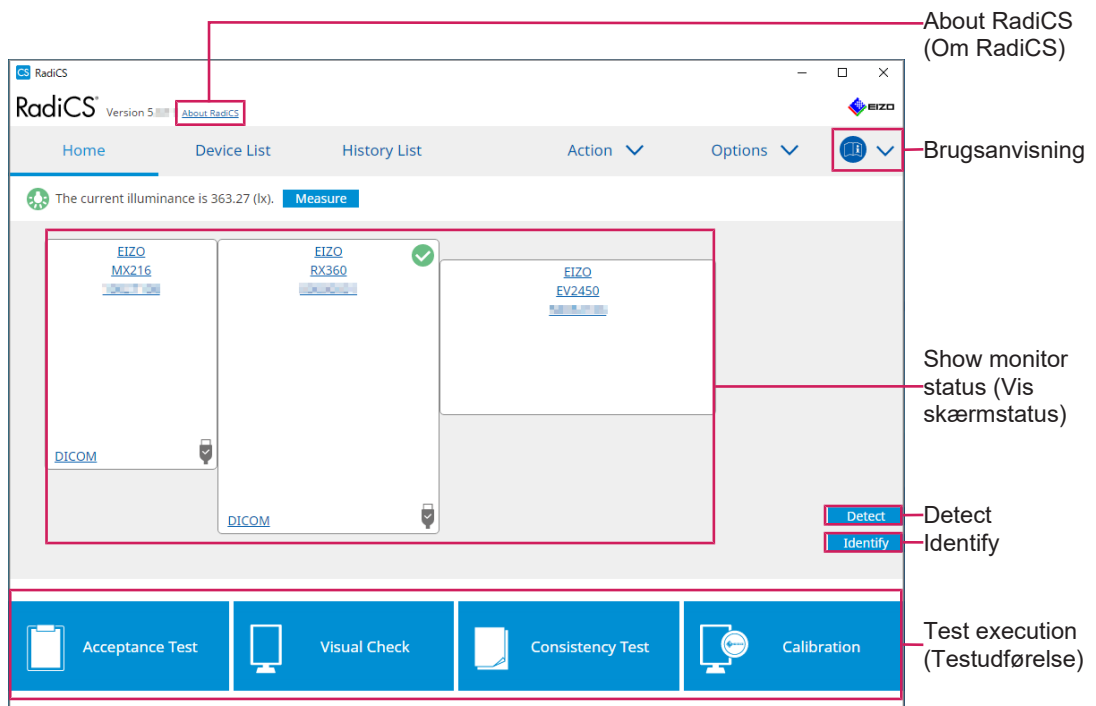 About RadiCS
(Om RadiCS)
CS RadiCS
RadiCS Version 5. About RadiCS
EIZO
Home Device List History List Action Options
Brugsanvisning
The current illuminance is 363.27 (lx). Measure
EIZO
MX216
DICOM
EIZO
RX360
DICOM
EIZO
EV2450
Show monitor
status (Vis
skærmstatus)
Detect
Detect
Identify
Identify
Acceptance Test Visual Check Consistency Test Calibration
Test execution
(Testudførelse)